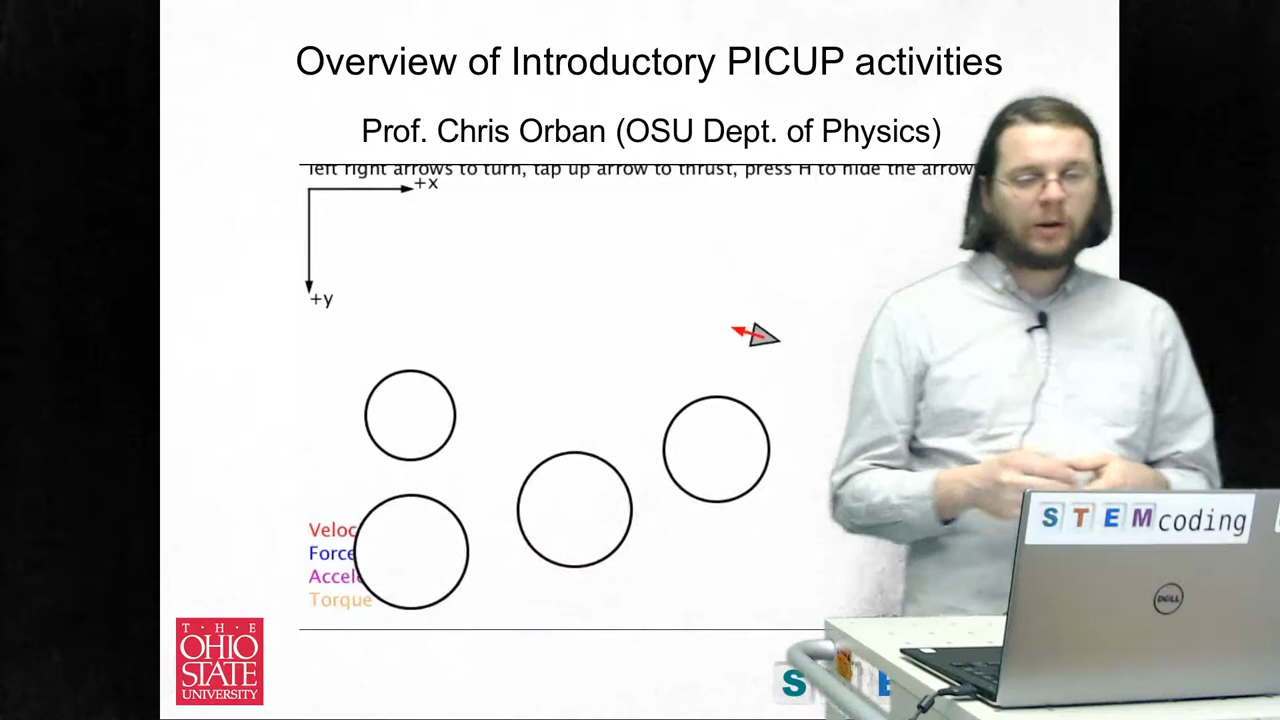 Overview of Introductory PICUP activities
Prof. Chris Orban (OSU Dept. of Physics)
left right arrows to turn, tap up arrow to thrust, press H to hide the arrow
+x
+y
Veloc
Force
Accel
Torque
STEMcoding
DELL
T·H·E
OHIO
STATE
UNIVERSITY
S E